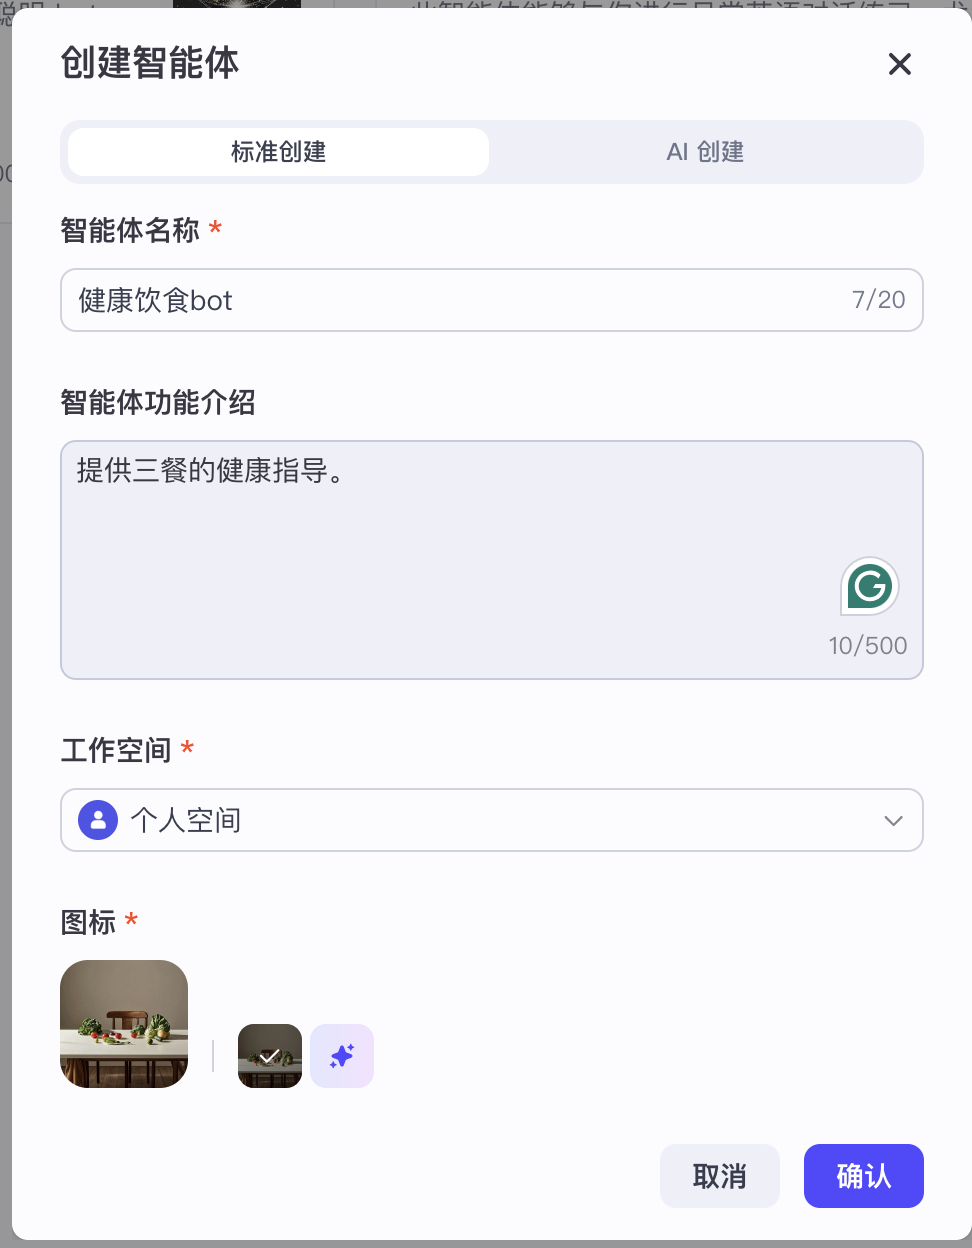 创建智能体
标准创建
AI 创建
智能体名称 *
健康饮食bot
7/20
智能体功能介绍
提供三餐的健康指导。
10/500
工作空间 *
个人空间
图标 *
取消
确认